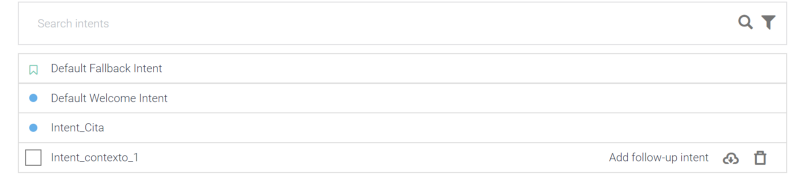 Search intents
Default Fallback Intent
Default Welcome Intent
Intent_Cita
Intent_contexto_1 Add follow-up intent